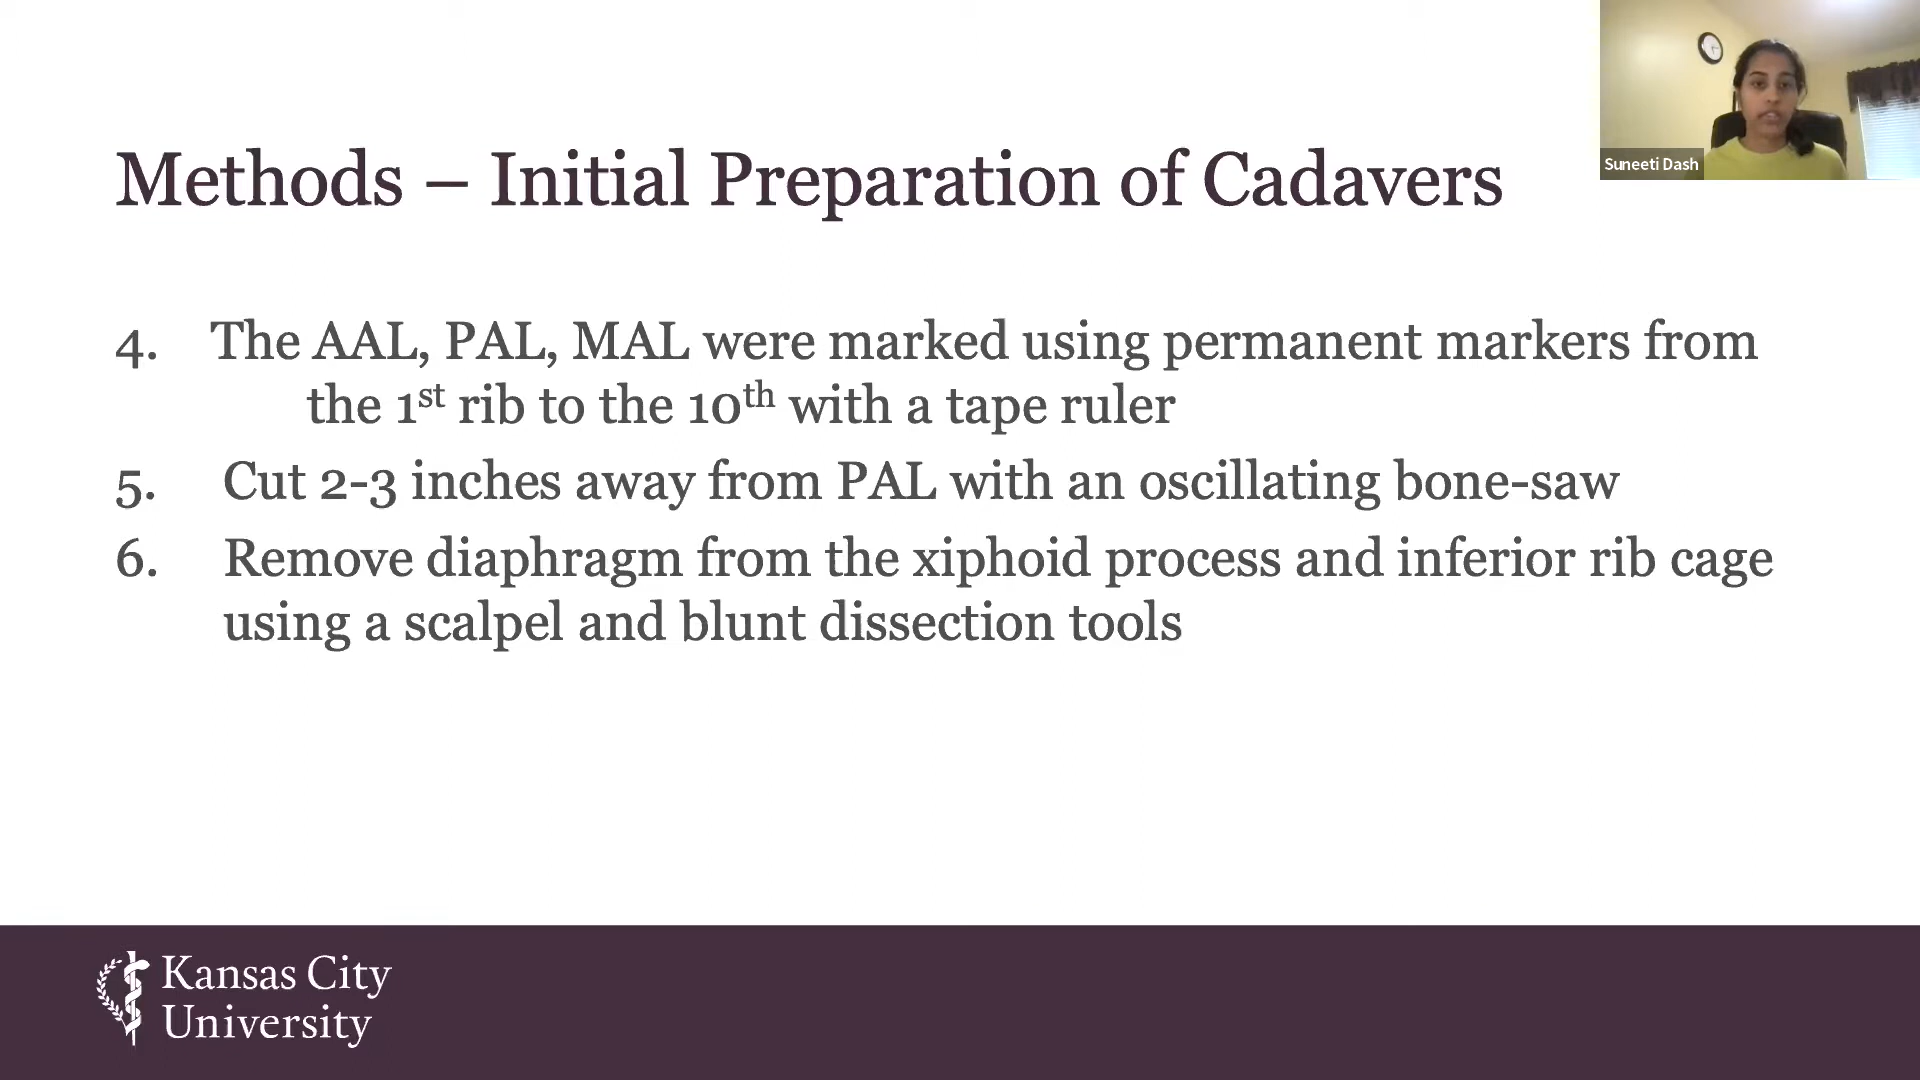 Methods – Initial Preparation of Cadavers
Suneeti Dash
4. The AAL, PAL, MAL were marked using permanent markers from
the 1st rib to the 10th with a tape ruler
5. Cut 2-3 inches away from PAL with an oscillating bone-saw
6. Remove diaphragm from the xiphoid process and inferior rib cage
using a scalpel and blunt dissection tools
Kansas City
University